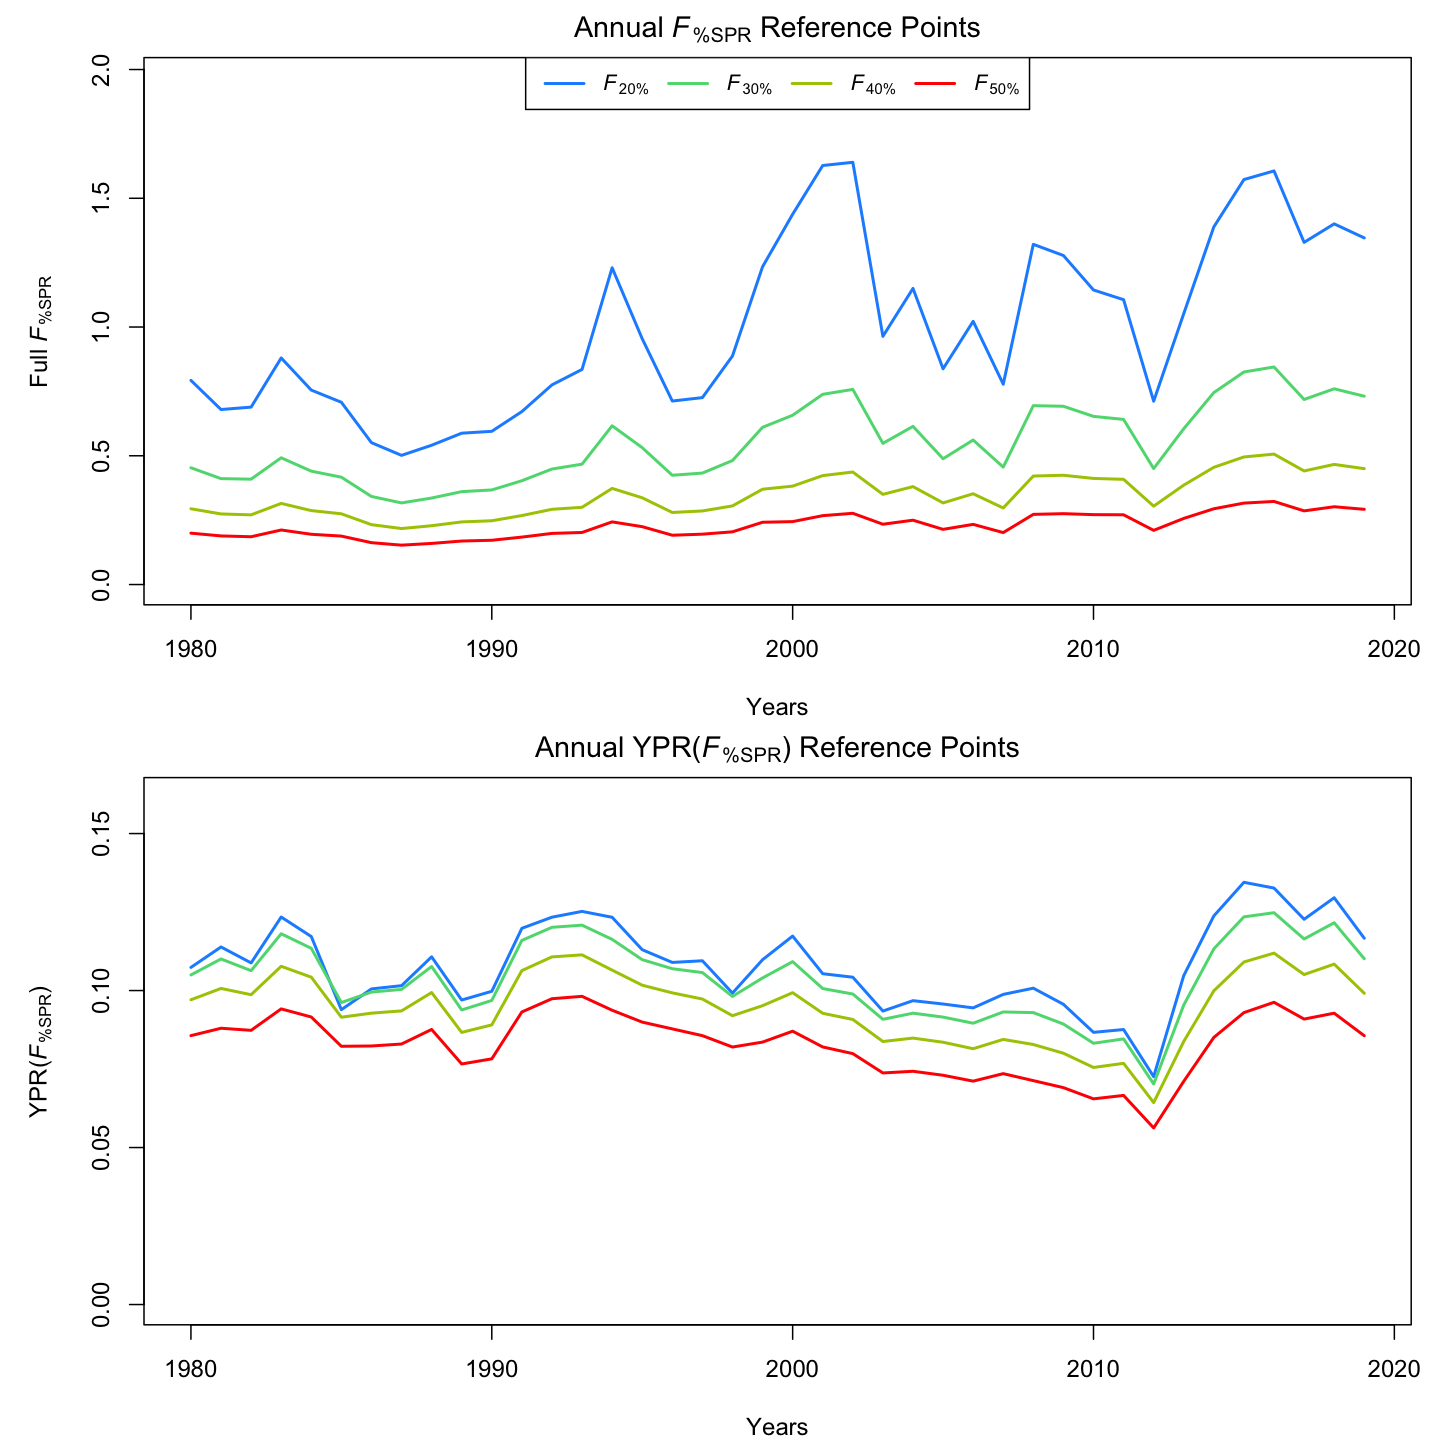 Annual F%SPR Reference Points
F20% F30% F40% F50%
2.0
1.5
1.0
0.5
0.0
Full F%SPR
1980 1990 2000 2010 2020
Years
Annual YPR(F%SPR) Reference Points
0.15
0.10
0.05
0.00
YPR(F%SPR)
1980 1990 2000 2010 2020
Years